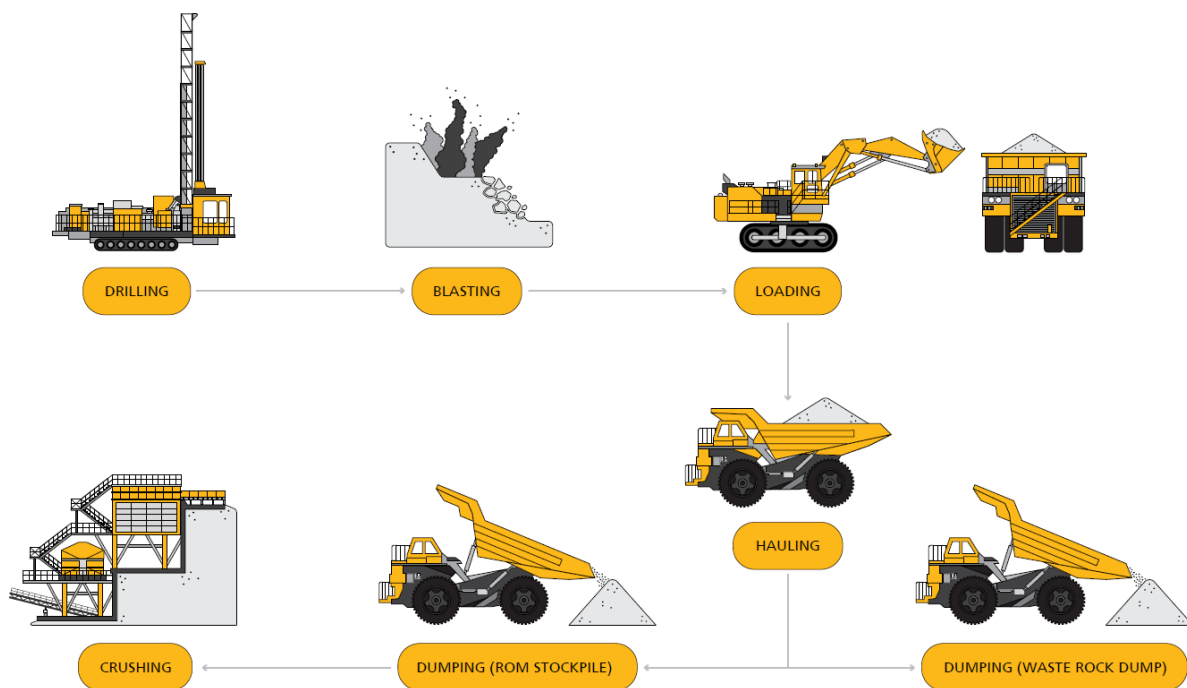 DRILLING
BLASTING
LOADING
HAULING
CRUSHING
DUMPING (ROM STOCKPILE)
DUMPING (WASTE ROCK DUMP)